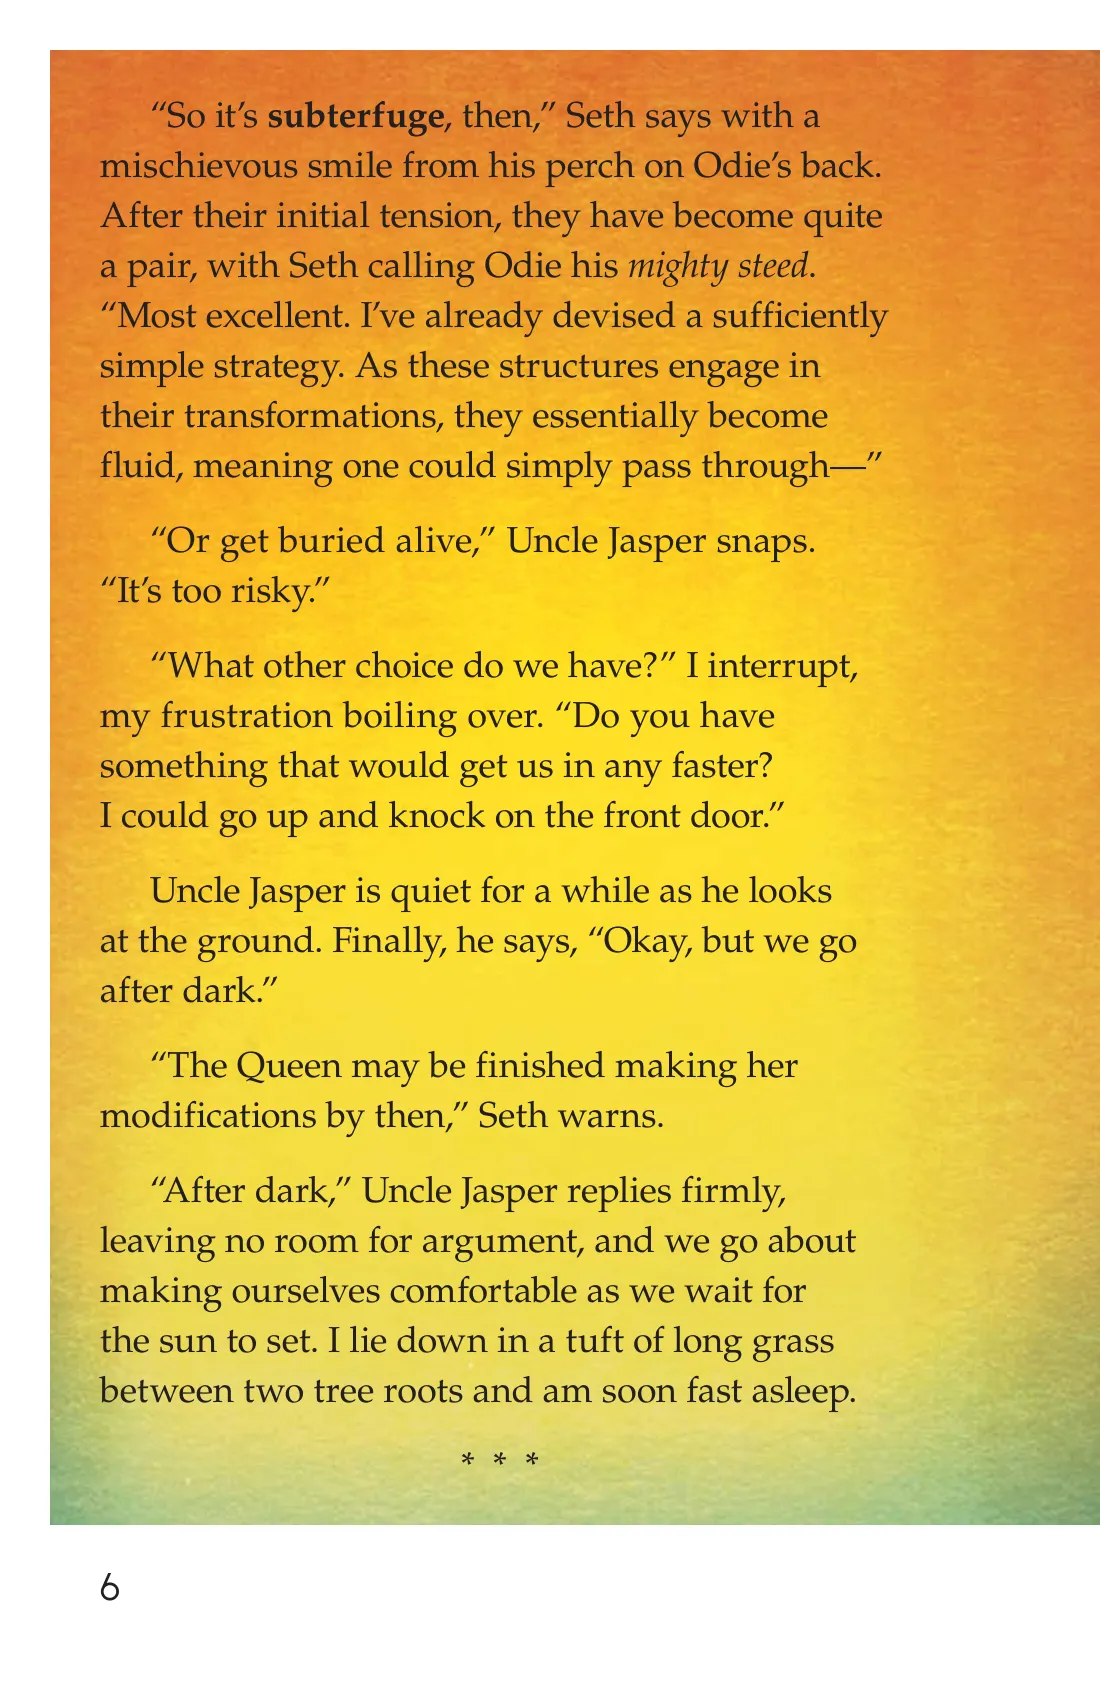 “So it’s subterfuge, then,” Seth says with a
mischievous smile from his perch on Odie’s back.
After their initial tension, they have become quite
a pair, with Seth calling Odie his mighty steed.
“Most excellent. I’ve already devised a sufficiently
simple strategy. As these structures engage in
their transformations, they essentially become
fluid, meaning one could simply pass through—”
“Or get buried alive,” Uncle Jasper snaps.
“It’s too risky.”
“What other choice do we have?” I interrupt,
my frustration boiling over. “Do you have
something that would get us in any faster?
I could go up and knock on the front door.”
Uncle Jasper is quiet for a while as he looks
at the ground. Finally, he says, “Okay, but we go
after dark.”
“The Queen may be finished making her
modifications by then,” Seth warns.
“After dark,” Uncle Jasper replies firmly,
leaving no room for argument, and we go about
making ourselves comfortable as we wait for
the sun to set. I lie down in a tuft of long grass
between two tree roots and am soon fast asleep.
* * *
6